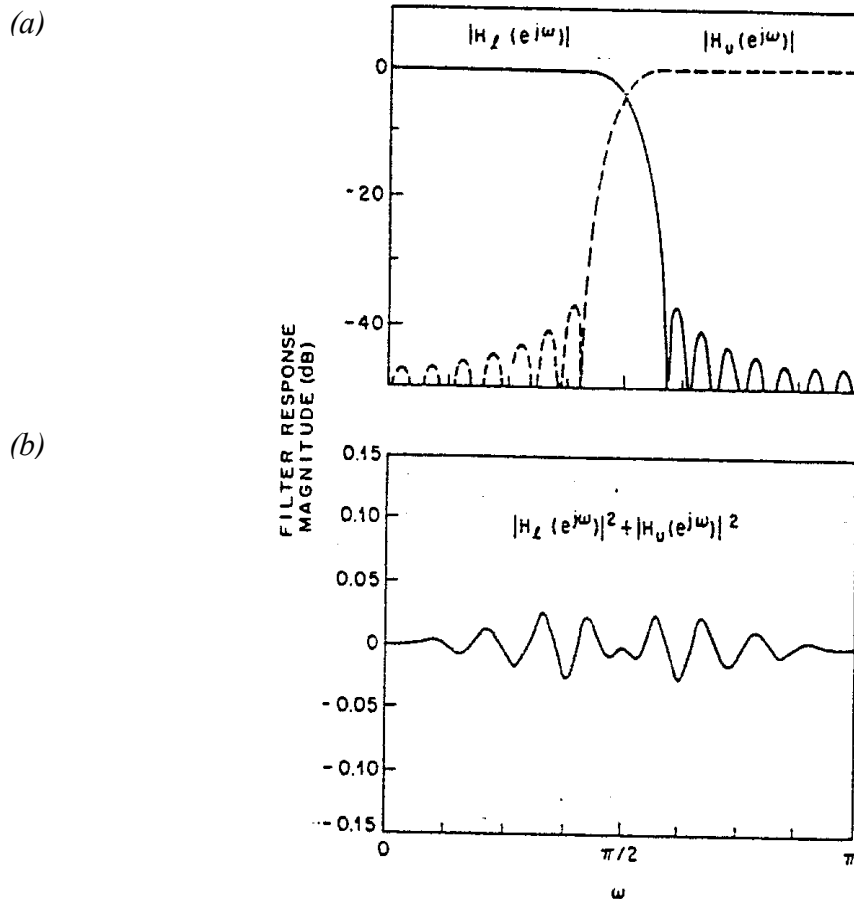 (a)
|H_ℓ (e^jω)| |H_u (e^jω)|
0
-20
-40
FILTER RESPONSE
MAGNITUDE (dB)
(b)
0.15
0.10
|H_ℓ (e^jω)|^2 + |H_u (e^jω)|^2
0.05
0
-0.05
-0.10
-0.15
0 π/2 π
ω